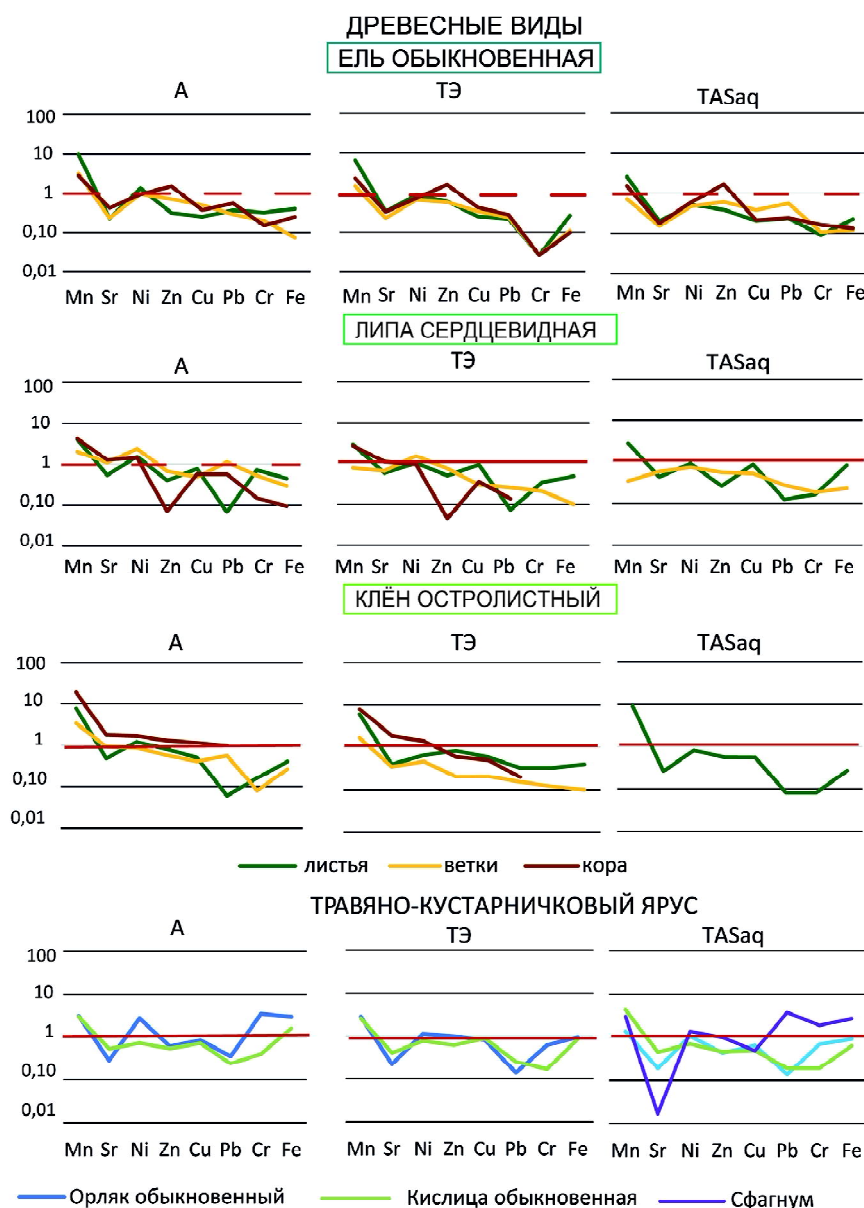 ДРЕВЕСНЫЕ ВИДЫ
ЕЛЬ ОБЫКНОВЕННАЯ
А ТЭ TASaq
100
10
1
0,10
0,01
Mn Sr Ni Zn Cu Pb Cr Fe Mn Sr Ni Zn Cu Pb Cr Fe Mn Sr Ni Zn Cu Pb Cr Fe
ЛИПА СЕРДЦЕВИДНАЯ
А ТЭ TASaq
100
10
1
0,10
0,01
Mn Sr Ni Zn Cu Pb Cr Fe Mn Sr Ni Zn Cu Pb Cr Fe Mn Sr Ni Zn Cu Pb Cr Fe
КЛЁН ОСТРОЛИСТНЫЙ
А ТЭ TASaq
100
10
1
0,10
0,01
листья ветки кора
ТРАВЯНО-КУСТАРНИЧКОВЫЙ ЯРУС
А ТЭ TASaq
100
10
1
0,10
0,01
Mn Sr Ni Zn Cu Pb Cr Fe Mn Sr Ni Zn Cu Pb Cr Fe Mn Sr Ni Zn Cu Pb Cr Fe
Орляк обыкновенный Кислица обыкновенная Сфагнум